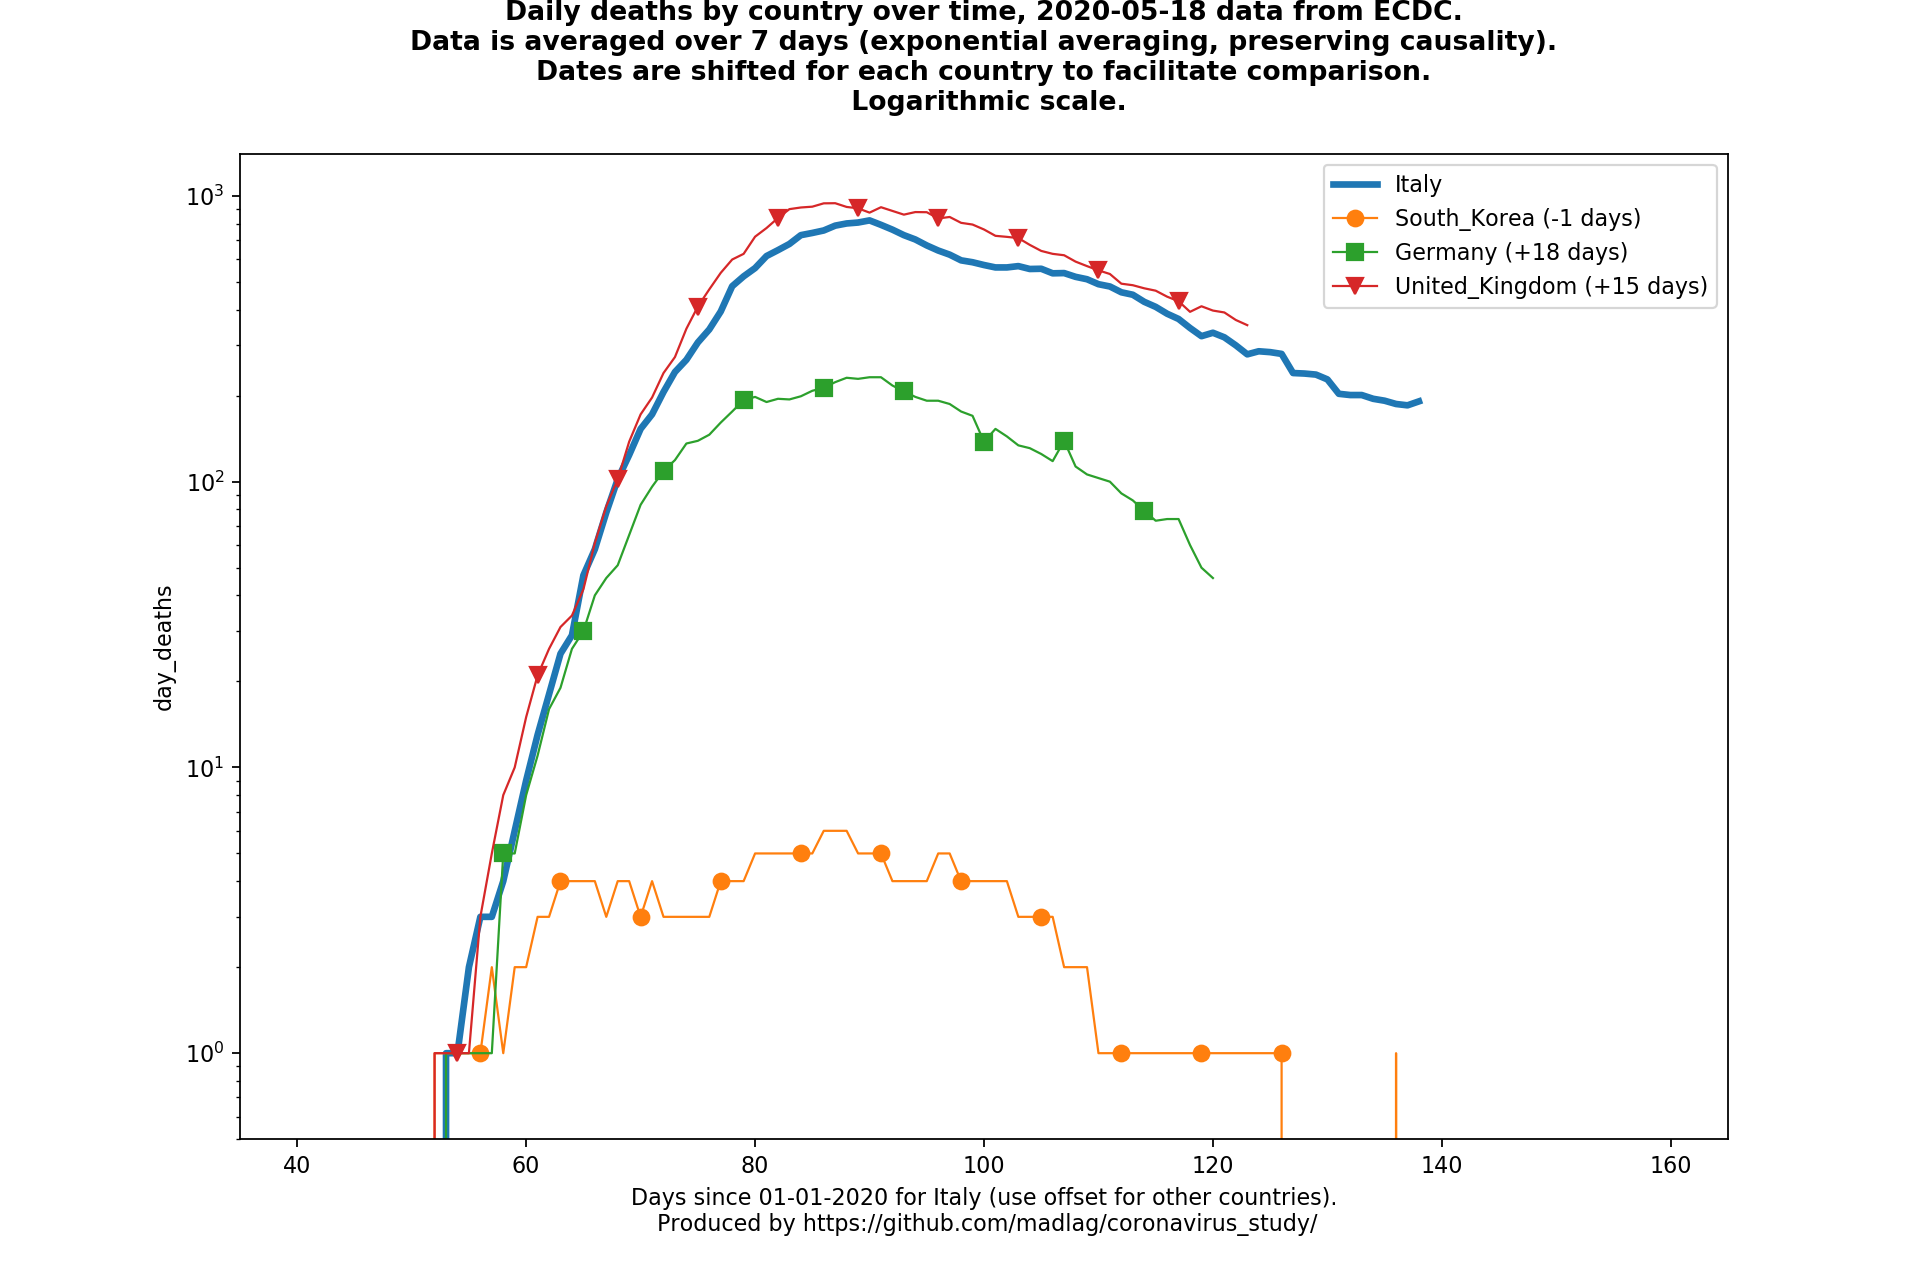 Daily deaths by country over time, 2020-05-18 data from ECDC.
Data is averaged over 7 days (exponential averaging, preserving causality).
Dates are shifted for each country to facilitate comparison.
Logarithmic scale.
Italy
South_Korea (-1 days)
Germany (+18 days)
United_Kingdom (+15 days)
10³
10²
10¹
10⁰
day_deaths
40 60 80 100 120 140 160
Days since 01-01-2020 for Italy (use offset for other countries).
Produced by https://github.com/madlag/coronavirus_study/